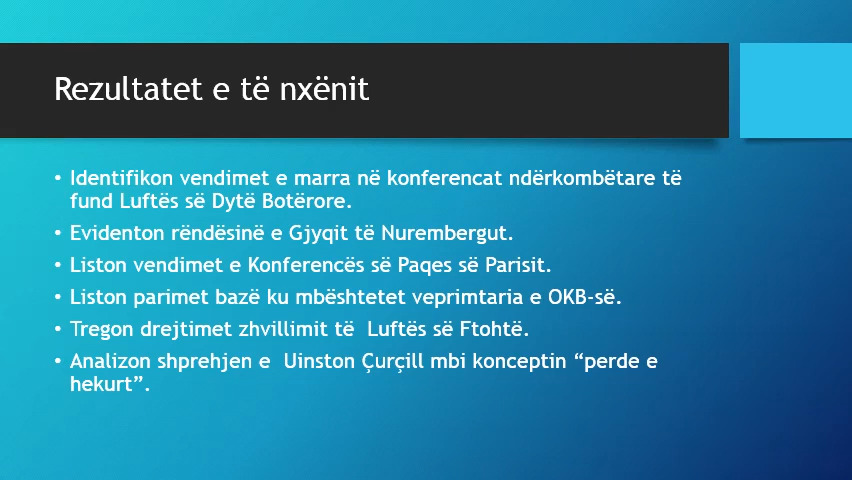 Rezultatet e të nxënit
• Identifikon vendimet e marra në konferencat ndërkombëtare të
fund Luftës së Dytë Botërore.
• Evidenton rëndësinë e Gjyqit të Nurembergut.
• Liston vendimet e Konferencës së Paqes së Parisit.
• Liston parimet bazë ku mbështetet veprimtaria e OKB-së.
• Tregon drejtimet zhvillimit të  Luftës së Ftohtë.
• Analizon shprehjen e  Uinston Çurçill mbi konceptin “perde e
hekurt”.